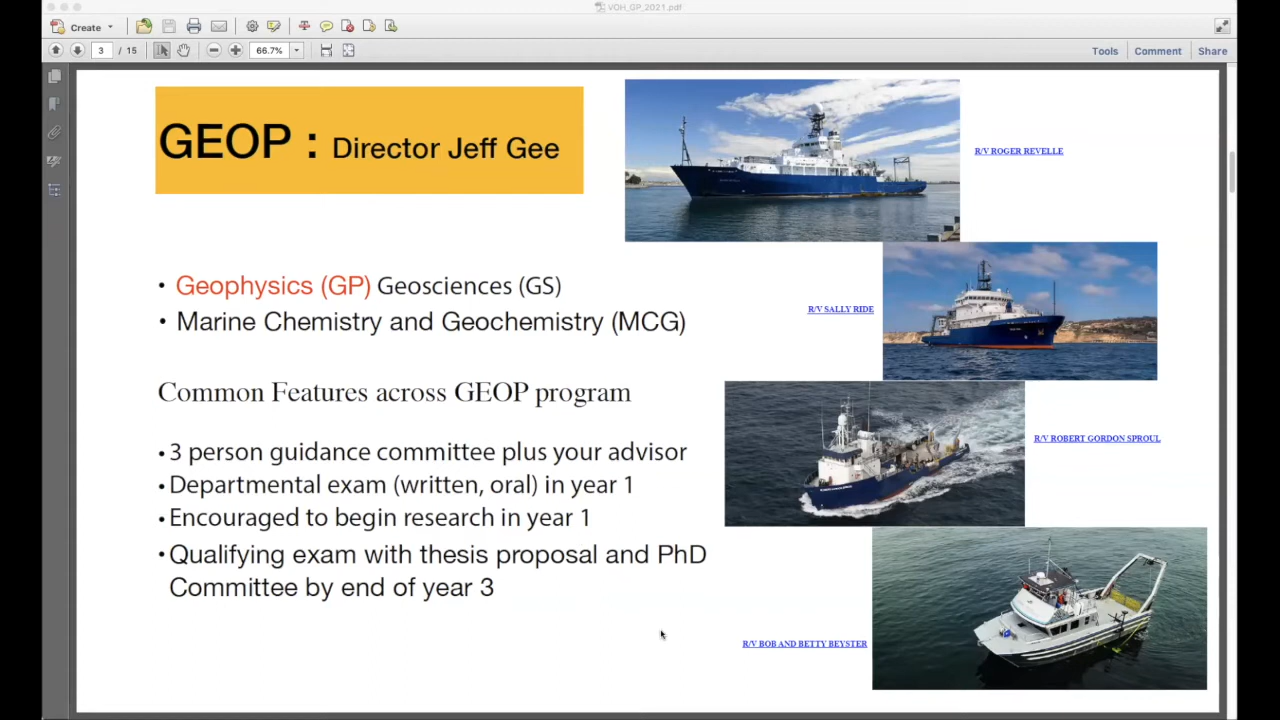 VOH_GP_2021.pdf
Create
3 / 15
66.7%
Tools
Comment
Share
GEOP : Director Jeff Gee
R/V ROGER REVELLE
• Geophysics (GP) Geosciences (GS)
• Marine Chemistry and Geochemistry (MCG)
R/V SALLY RIDE
Common Features across GEOP program
R/V ROBERT GORDON SPROUL
• 3 person guidance committee plus your advisor
• Departmental exam (written, oral) in year 1
• Encouraged to begin research in year 1
• Qualifying exam with thesis proposal and PhD
Committee by end of year 3
R/V BOB AND BETTY BEYSTER